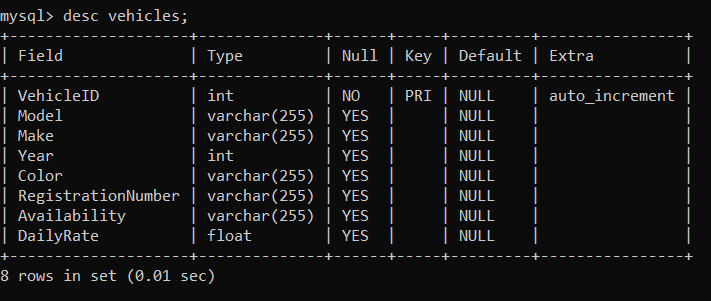 mysql> desc vehicles;
+--------------------+--------------+------+-----+---------+----------------+
| Field              | Type         | Null | Key | Default | Extra          |
+--------------------+--------------+------+-----+---------+----------------+
| VehicleID          | int          | NO   | PRI | NULL    | auto_increment |
| Model              | varchar(255) | YES  |     | NULL    |                |
| Make               | varchar(255) | YES  |     | NULL    |                |
| Year               | int          | YES  |     | NULL    |                |
| Color              | varchar(255) | YES  |     | NULL    |                |
| RegistrationNumber | varchar(255) | YES  |     | NULL    |                |
| Availability       | varchar(255) | YES  |     | NULL    |                |
| DailyRate          | float        | YES  |     | NULL    |                |
+--------------------+--------------+------+-----+---------+----------------+
8 rows in set (0.01 sec)